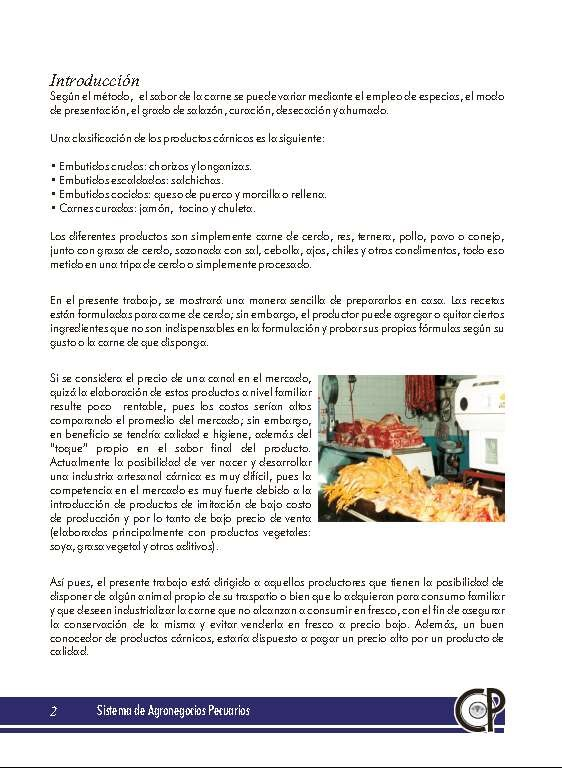 Introducción
Según el método, el sabor de la carne se puede variar mediante el empleo de especias, el modo
de presentación, el grado de salazón, curación, desecación y ahumado.
Una clasificación de los productos cárnicos es la siguiente:
• Embutidos crudos: chorizos y longanizas.
• Embutidos escaldados: salchichas.
• Embutidos cocidos: queso de puerco y morcilla o rellena.
• Carnes curadas: jamón, tocino y chuleta.
Los diferentes productos son simplemente carne de cerdo, res, ternera, pollo, pavo o conejo,
junto con grasa de cerdo, sazonada con sal, cebolla, ajos, chiles y otros condimentos, todo eso
metido en una tripa de cerdo o simplemente procesado.
En el presente trabajo, se mostrará una manera sencilla de prepararlos en casa. Las recetas
están formuladas para carne de cerdo; sin embargo, el productor puede agregar o quitar ciertos
ingredientes que no son indispensables en la formulación y probar sus propias fórmulas según su
gusto o la carne de que disponga.
Si se considera el precio de una canal en el mercado,
quizá la elaboración de estos productos a nivel familiar
resulte poco rentable, pues los costos serían altos
comparando el promedio del mercado; sin embargo,
en beneficio se tendría calidad e higiene, además del
"toque" propio en el sabor final del producto.
Actualmente la posibilidad de ver nacer y desarrollar
una industria artesanal cárnica es muy difícil, pues la
competencia en el mercado es muy fuerte debido a la
introducción de productos de imitación de bajo costo
de producción y por lo tanto de bajo precio de venta
(elaborados principalmente con productos vegetales:
soya, grasa vegetal y otros aditivos).
Así pues, el presente trabajo está dirigido a aquellos productores que tienen la posibilidad de
disponer de algún animal propio de su traspatio o bien que lo adquieran para consumo familiar
y que deseen industrializar la carne que no alcanzan a consumir en fresco, con el fin de asegurar
la conservación de la misma y evitar venderla en fresco a precio bajo. Además, un buen
conocedor de productos cárnicos, estaría dispuesto a pagar un precio alto por un producto de
calidad.
2 Sistema de Agronegocios Pecuarios
CP